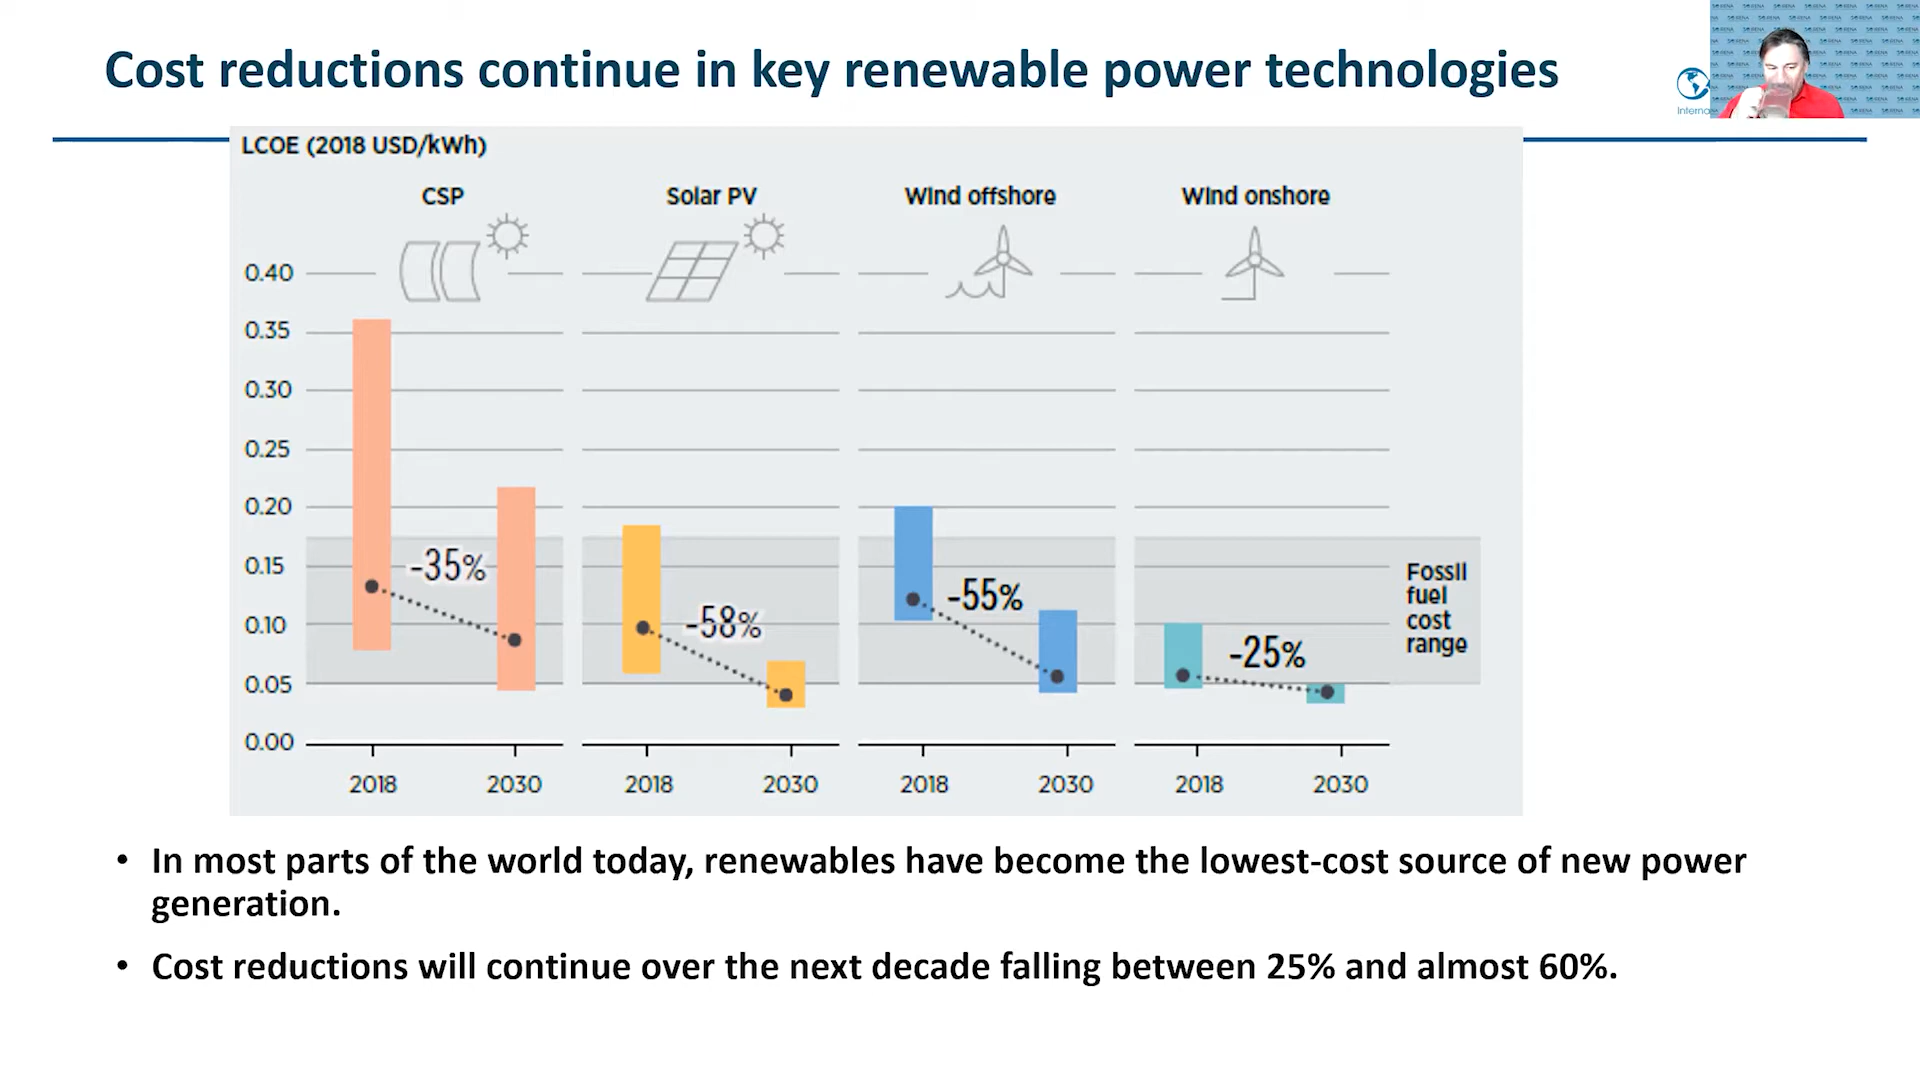 Cost reductions continue in key renewable power technologies
Interna
LCOE (2018 USD/kWh)
CSP
Solar PV
Wind offshore
Wind onshore
0.40
0.35
0.30
0.25
0.20
0.15
0.10
0.05
0.00
-35%
-58%
-55%
-25%
Fossil
fuel
cost
range
2018 2030 2018 2030 2018 2030 2018 2030
• In most parts of the world today, renewables have become the lowest-cost source of new power
generation.
• Cost reductions will continue over the next decade falling between 25% and almost 60%.